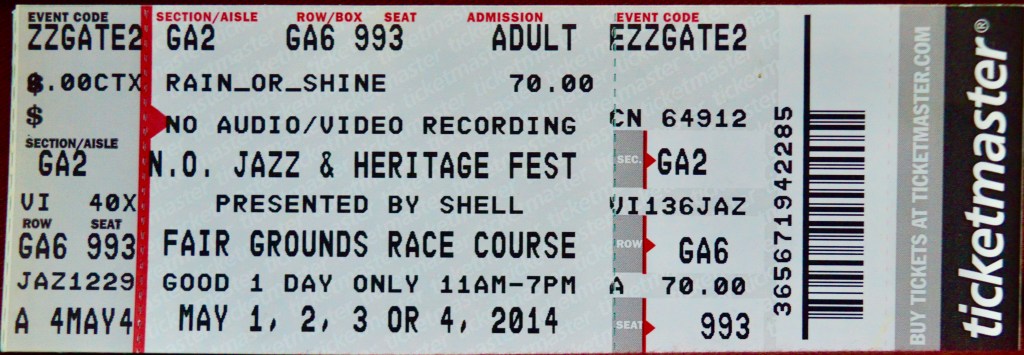 EVENT CODE
ZZGATE2
$.00CTX
$
SECTION/AISLE
GA2
VI 40X
ROW SEAT
GA6 993
JAZ1229
A 4MAY4
SECTION/AISLE ROW/BOX SEAT ADMISSION
GA2 GA6 993 ADULT
RAIN_OR_SHINE 70.00
NO AUDIO/VIDEO RECORDING
N.O. JAZZ & HERITAGE FEST
PRESENTED BY SHELL
FAIR GROUNDS RACE COURSE
GOOD 1 DAY ONLY 11AM-7PM
MAY 1, 2, 3 OR 4, 2014
EVENT CODE
EZZGATE2
CN 64912
SEC. GA2
VI136JAZ
ROW GA6
A 70.00
SEAT 993
365671942285
BUY TICKETS AT TICKETMASTER.COM
ticketmaster®